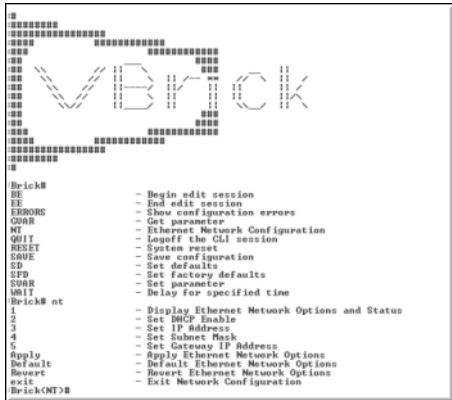 VBrick
Brick#
BE - Begin edit session
EE - End edit session
ERRORS - Show configuration errors
GVAR - Get parameter
NT - Ethernet Network Configuration
QUIT - Logoff the CLI session
RESET - System reset
SAVE - Save configuration
SD - Set defaults
SFD - Set factory defaults
SVAR - Set parameter
WAIT - Delay for specified time
Brick# nt
1 - Display Ethernet Network Options and Status
2 - Set DHCP Enable
3 - Set IP Address
4 - Set Subnet Mask
5 - Set Gateway IP Address
Apply - Apply Ethernet Network Options
Default - Default Ethernet Network Options
Revert - Revert Ethernet Network Options
exit - Exit Network Configuration
Brick(NT)#